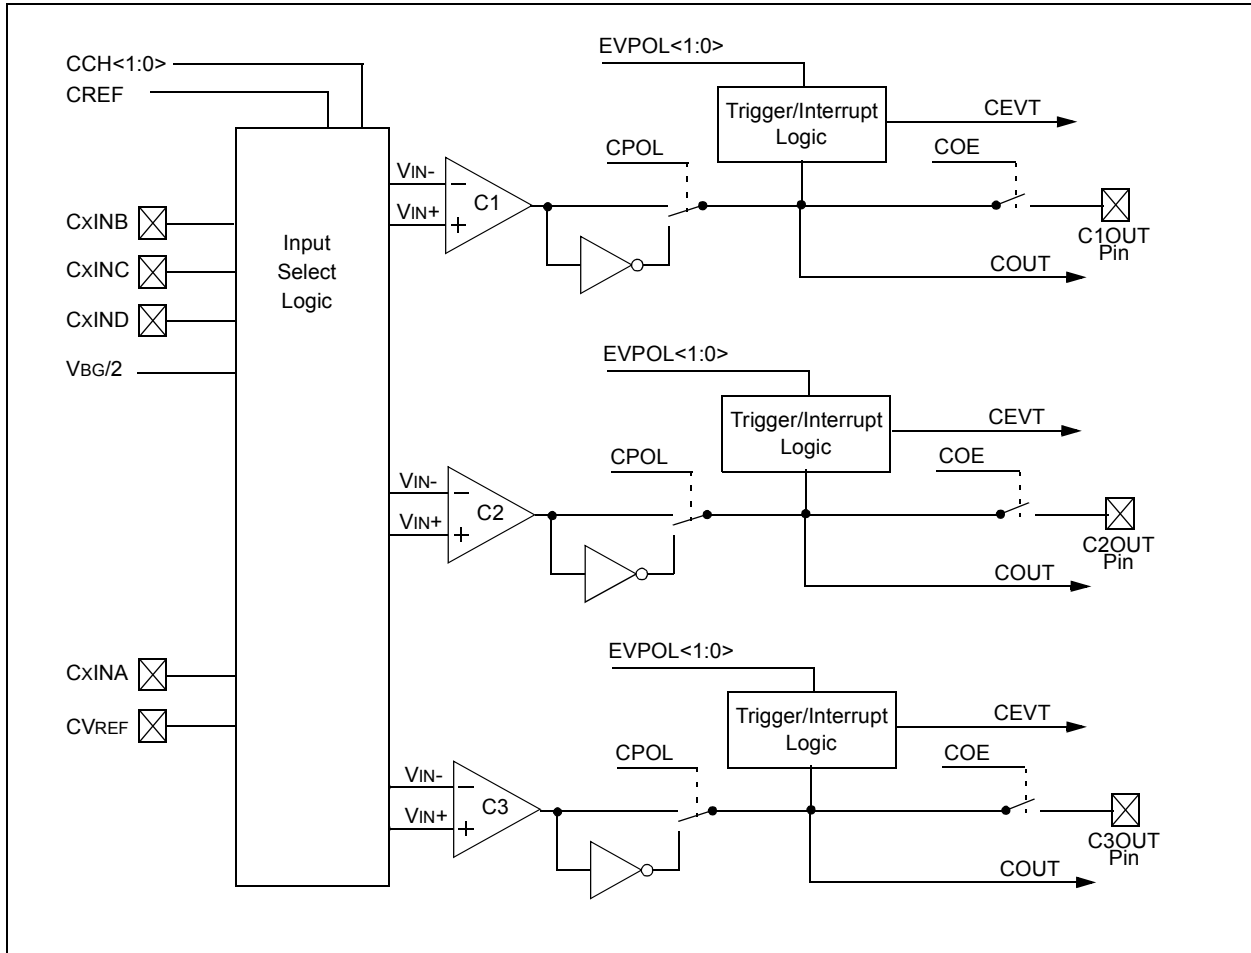 CCH<1:0>
CREF
CXINB
CXINC
CXIND
VBG/2
CXINA
CVREF
Input
Select
Logic
EVPOL<1:0>
Trigger/Interrupt
Logic
CEVT
CPOL
COE
VIN-
VIN+
C1
C1OUT
Pin
COUT
EVPOL<1:0>
Trigger/Interrupt
Logic
CEVT
CPOL
COE
VIN-
VIN+
C2
C2OUT
Pin
COUT
EVPOL<1:0>
Trigger/Interrupt
Logic
CEVT
CPOL
COE
VIN-
VIN+
C3
C3OUT
Pin
COUT